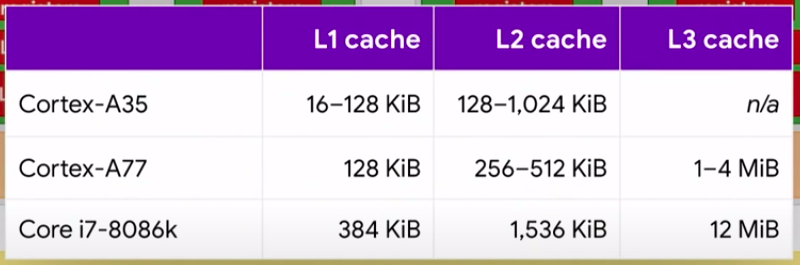 L1 cache L2 cache L3 cache
Cortex-A35 16–128 KiB 128–1,024 KiB n/a
Cortex-A77 128 KiB 256–512 KiB 1–4 MiB
Core i7-8086k 384 KiB 1,536 KiB 12 MiB